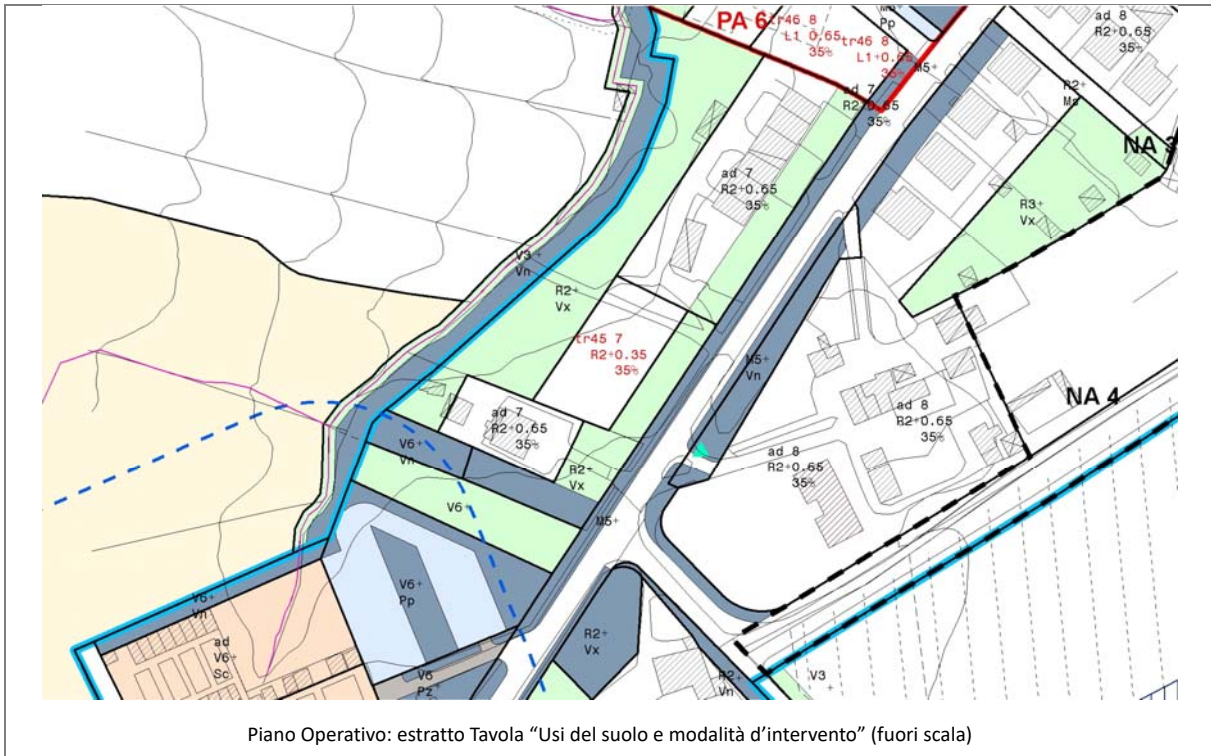 PA 6
tr46 8
L1 0.65
35%
tr46 8
L1+0.65
35%
Pp
M5+
ad 8
R2+0.65
35%
ad 7
R2+0.65
35%
R2+
Ms
NA 3
ad 7
R2+0.65
35%
R3+
Vx
V3+
Vn
R2+
Vx
tr45 7
R2+0.35
35%
M5+
Vn
NA 4
ad 7
R2+0.65
35%
ad 8
R2+0.65
35%
V6+
Vn
R2+
Vx
ad 8
R2+0.65
35%
V6+
M5+
V6+
Pp
V6+
Vn
ad
V6+
Sc
R2+
Vx
V6
Pz+
R2+
Vn
V3
+
Piano Operativo: estratto Tavola “Usi del suolo e modalità d’intervento” (fuori scala)